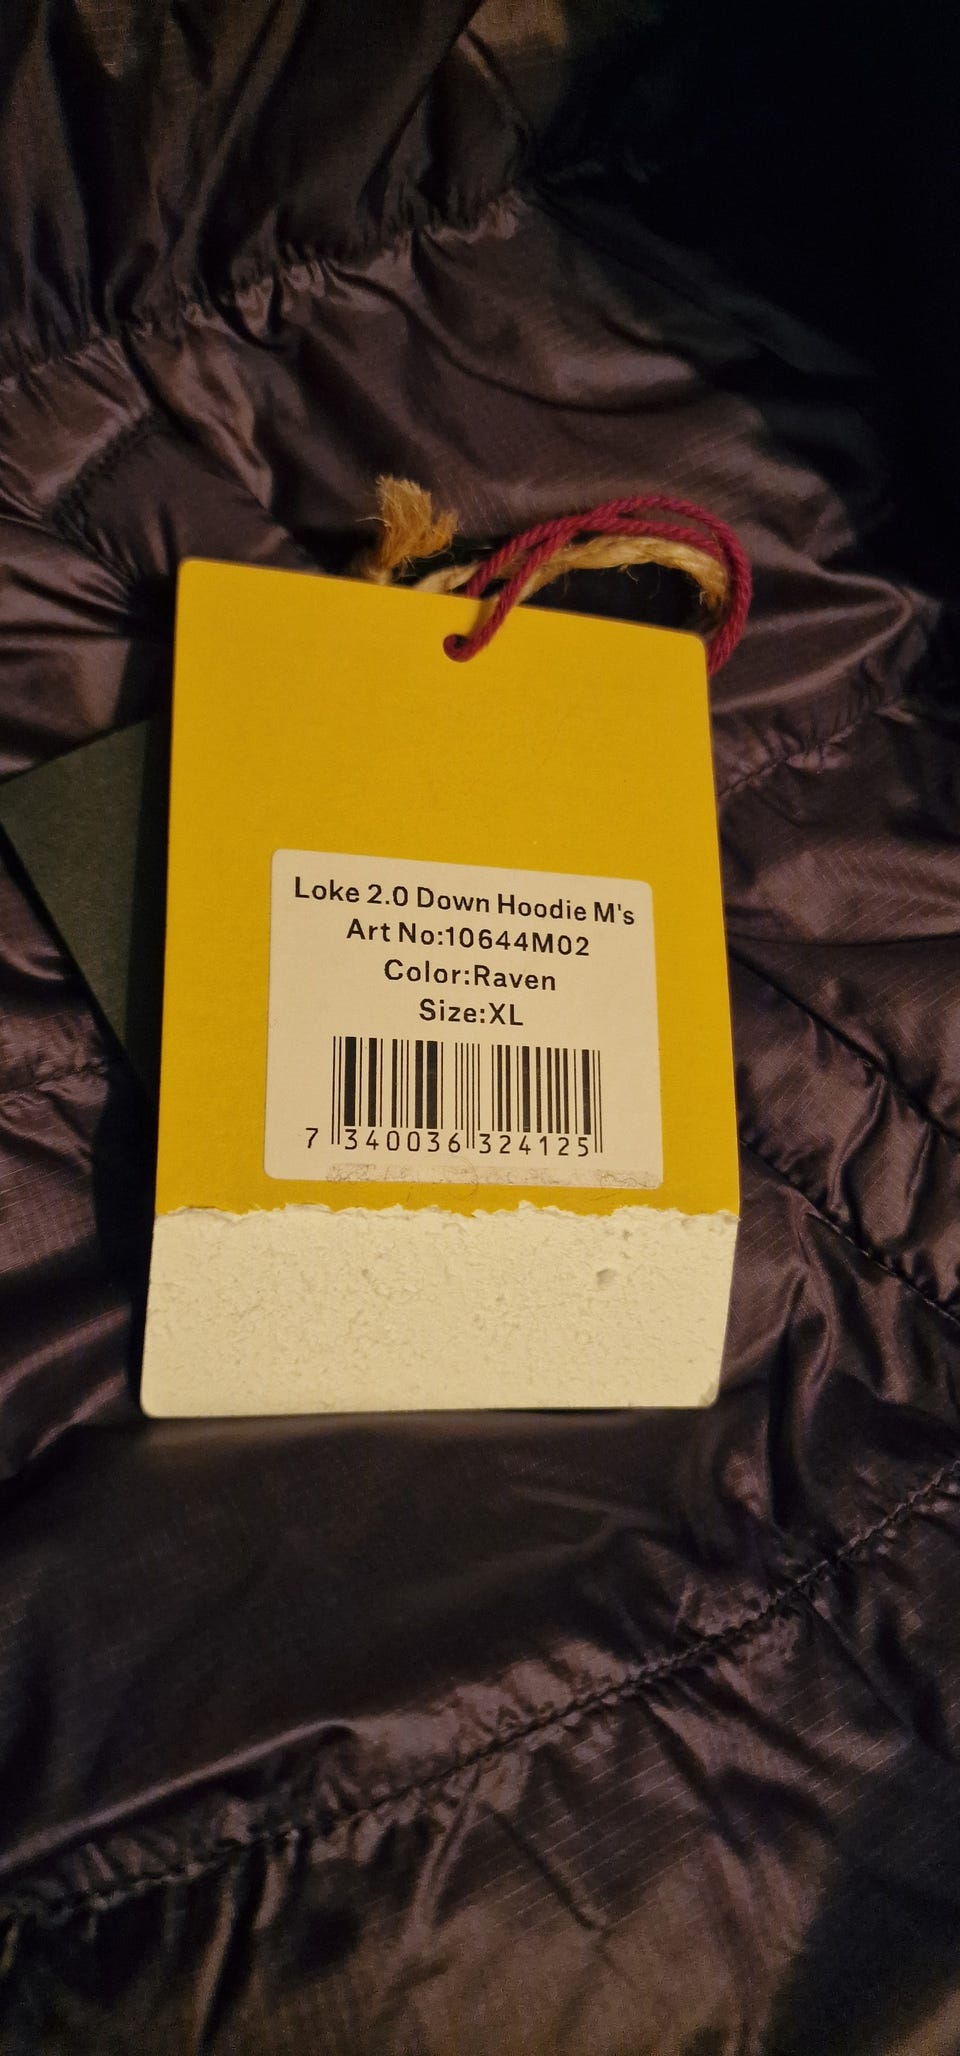 Loke 2.0 Down Hoodie M's
Art No:10644M02
Color:Raven
Size:XL
7 340036 324125